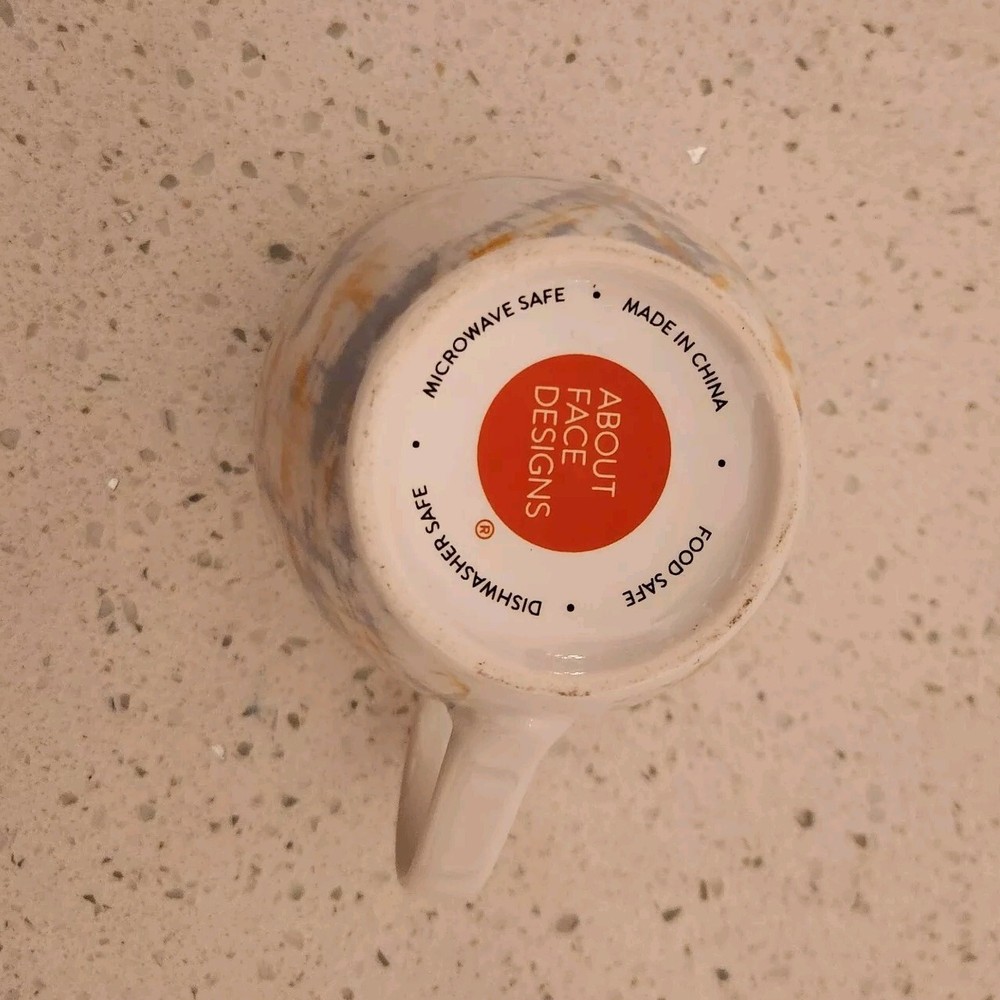 ABOUT
FACE
DESIGNS
®
MICROWAVE SAFE •
MADE IN CHINA •
FOOD SAFE •
DISHWASHER SAFE •